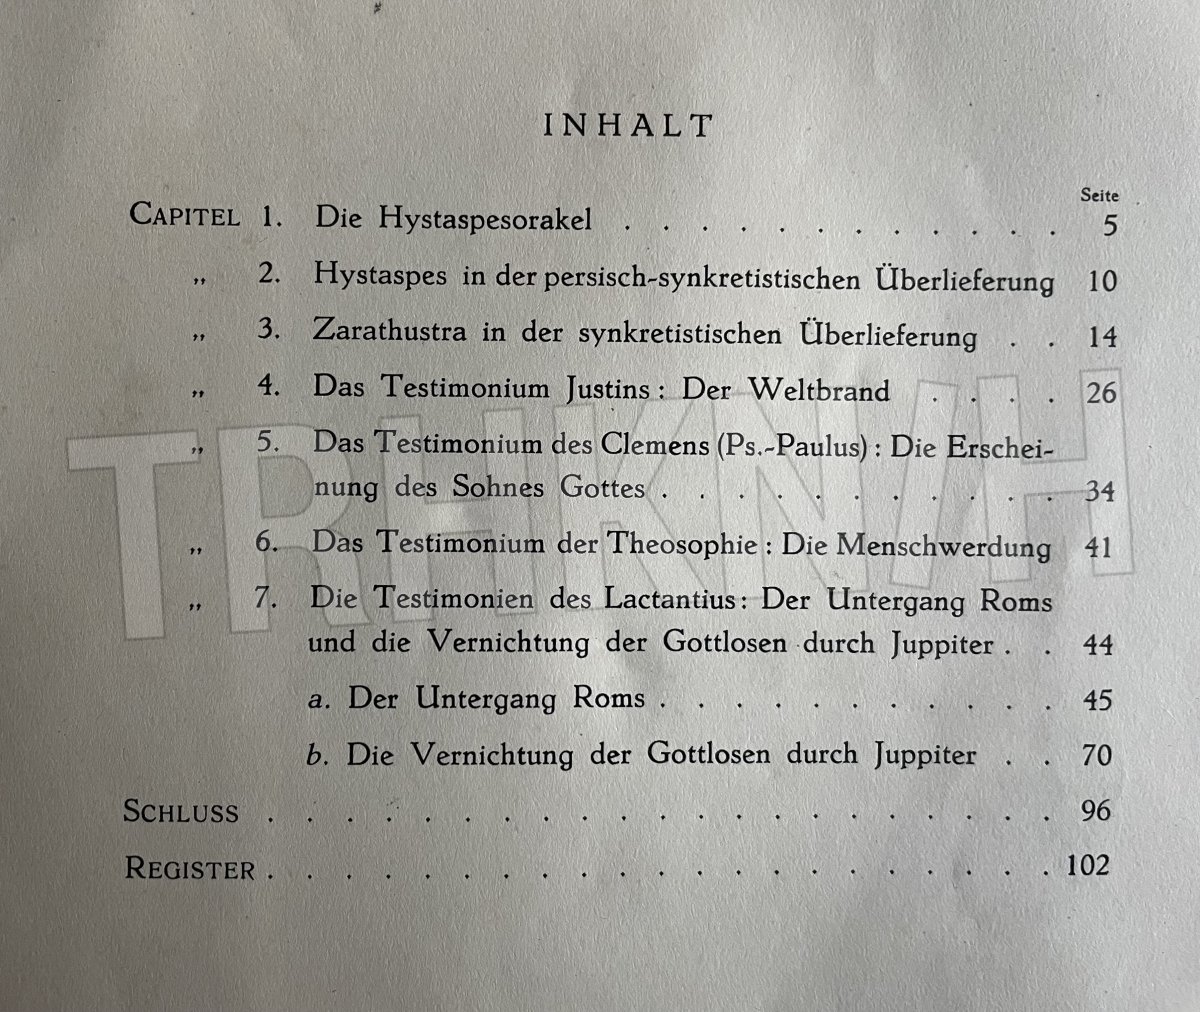 INHALT
Seite
CAPITEL 1. Die Hystaspesorakel . . . . . . . . . . . . 5
„ 2. Hystaspes in der persisch-synkretistischen Überlieferung 10
„ 3. Zarathustra in der synkretistischen Überlieferung . . 14
„ 4. Das Testimonium Justins: Der Weltbrand . . . . 26
„ 5. Das Testimonium des Clemens (Ps.-Paulus): Die Erschei-
nung des Sohnes Gottes . . . . . . . . . . . 34
„ 6. Das Testimonium der Theosophie: Die Menschwerdung 41
„ 7. Die Testimonien des Lactantius: Der Untergang Roms
und die Vernichtung der Gottlosen durch Juppiter . . 44
a. Der Untergang Roms . . . . . . . . . . . 45
b. Die Vernichtung der Gottlosen durch Juppiter . . 70
SCHLUSS . . . . . . . . . . . . . . . . . . . . . 96
REGISTER . . . . . . . . . . . . . . . . . . . . . 102
TRHKNIH